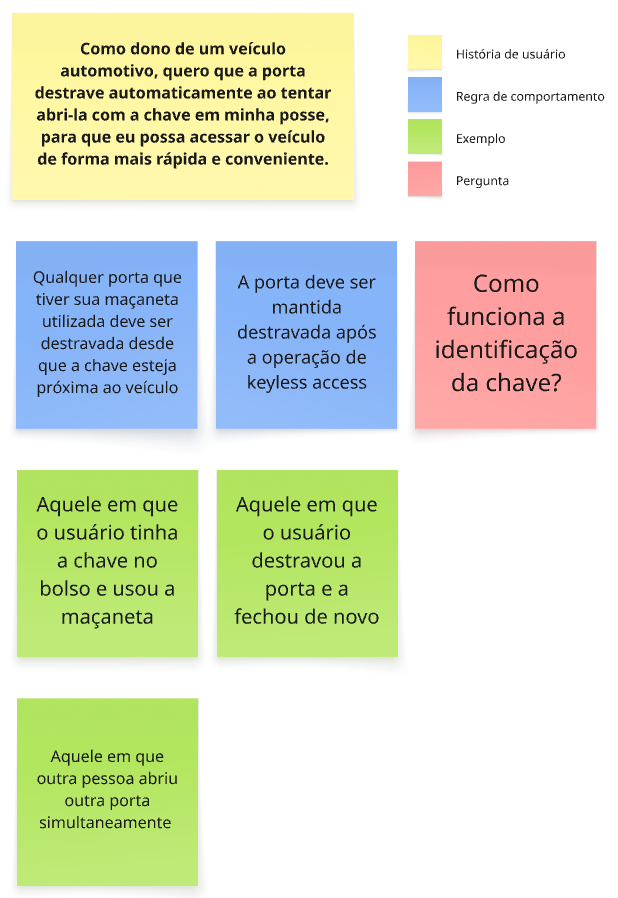 Como dono de um veículo
automotivo, quero que a porta
destrave automaticamente ao tentar
abri-la com a chave em minha posse,
para que eu possa acessar o veículo
de forma mais rápida e conveniente.
História de usuário
Regra de comportamento
Exemplo
Pergunta
Qualquer porta que
tiver sua maçaneta
utilizada deve ser
destravada desde
que a chave esteja
próxima ao veículo
A porta deve ser
mantida
destravada após
a operação de
keyless access
Como
funciona a
identificação
da chave?
Aquele em que
o usuário tinha
a chave no
bolso e usou a
maçaneta
Aquele em que
o usuário
destravou a
porta e a
fechou de novo
Aquele em que
outra pessoa abriu
outra porta
simultaneamente